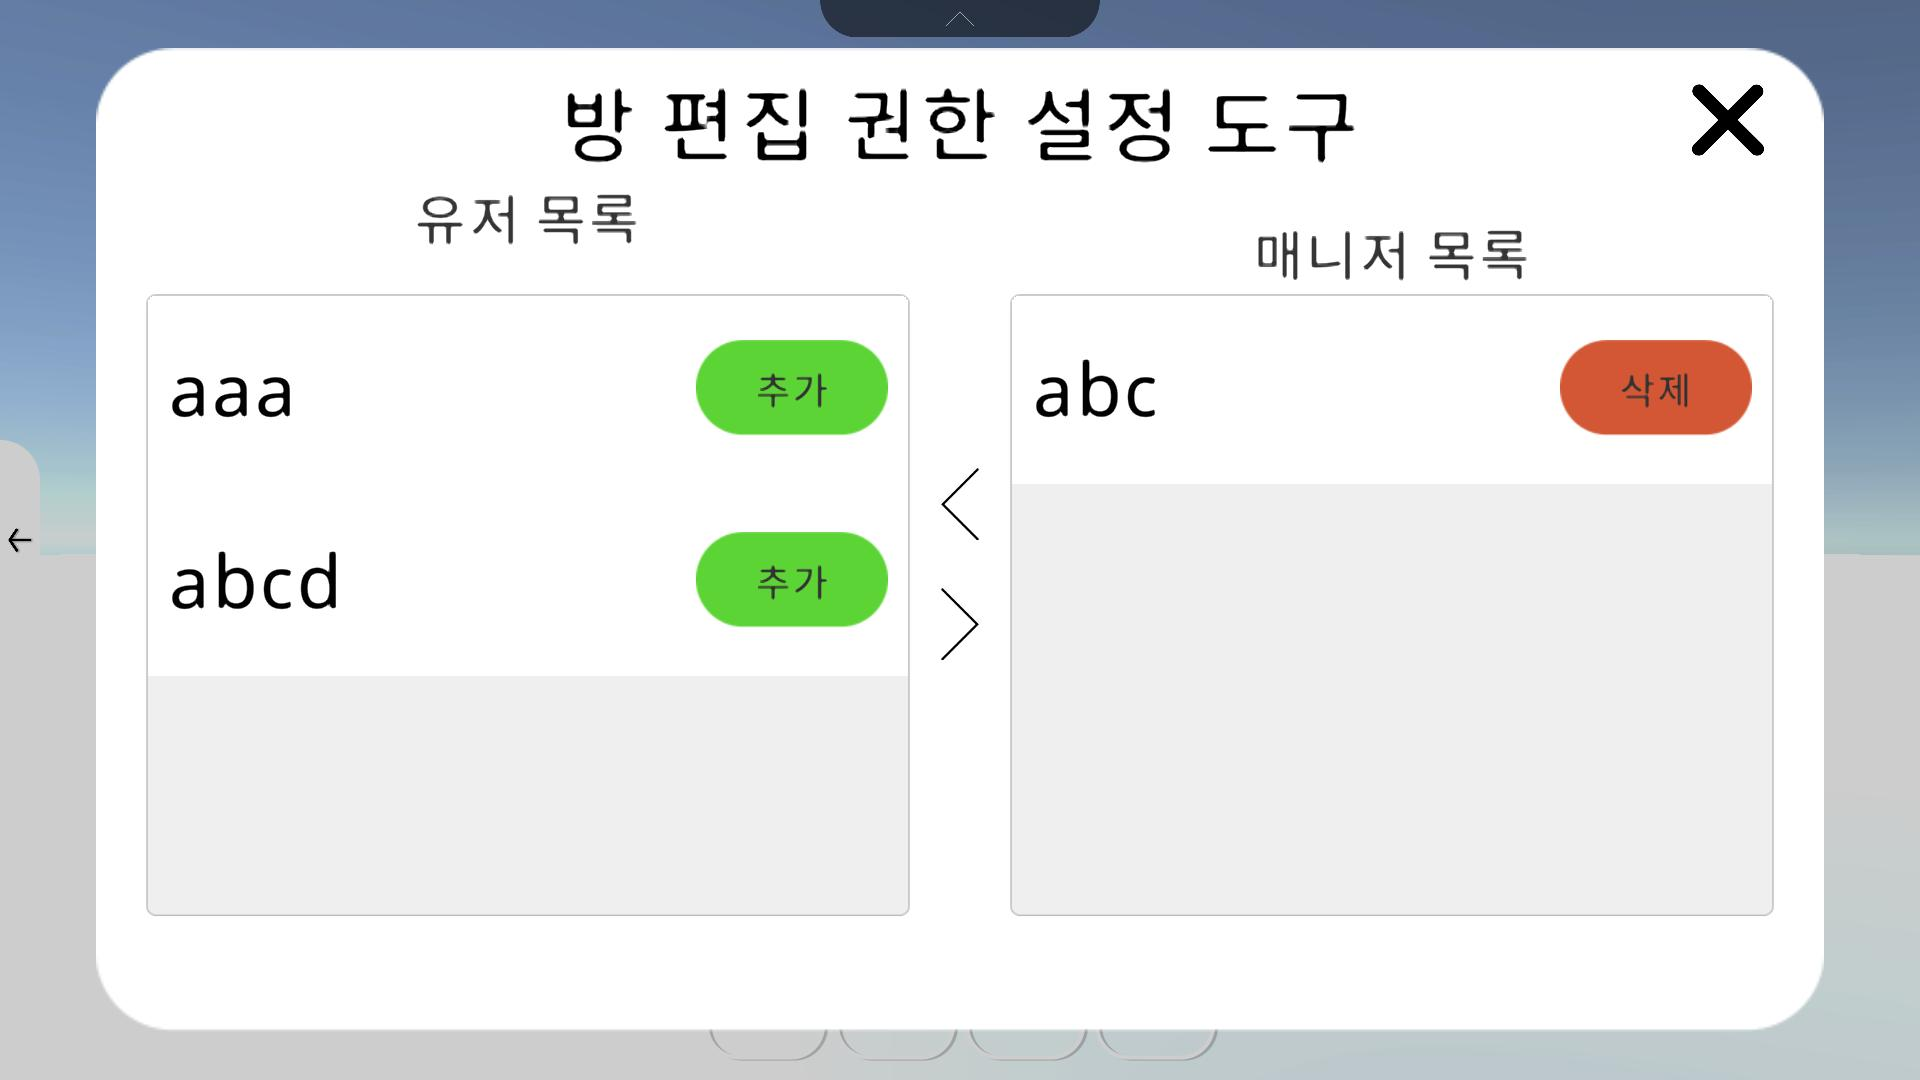 방 편집 권한 설정 도구
유저 목록
매니저 목록
aaa
추가
abcd
추가
abc
삭제